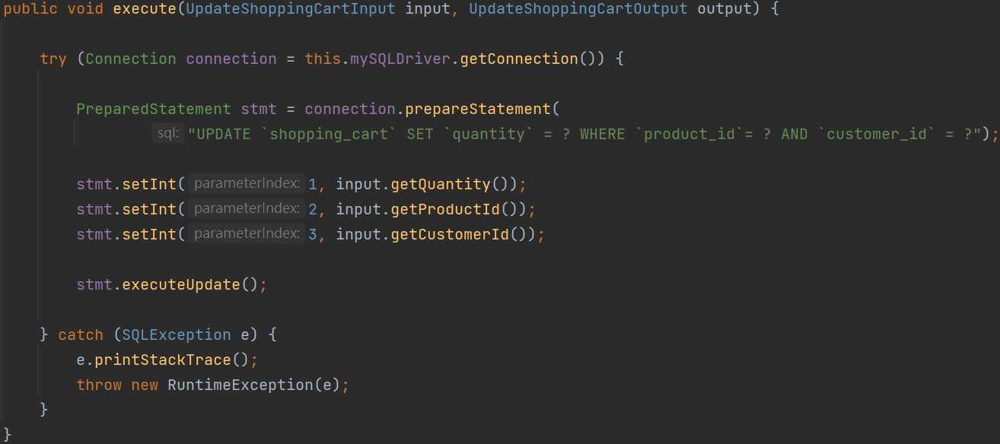 public void execute(UpdateShoppingCartInput input, UpdateShoppingCartOutput output) {
try (Connection connection = this.mySQLDriver.getConnection()) {
PreparedStatement stmt = connection.prepareStatement(
sql: "UPDATE `shopping_cart` SET `quantity` = ? WHERE `product_id`= ? AND `customer_id` = ?");
stmt.setInt( parameterIndex: 1, input.getQuantity());
stmt.setInt( parameterIndex: 2, input.getProductId());
stmt.setInt( parameterIndex: 3, input.getCustomerId());
stmt.executeUpdate();
} catch (SQLException e) {
e.printStackTrace();
throw new RuntimeException(e);
}
}